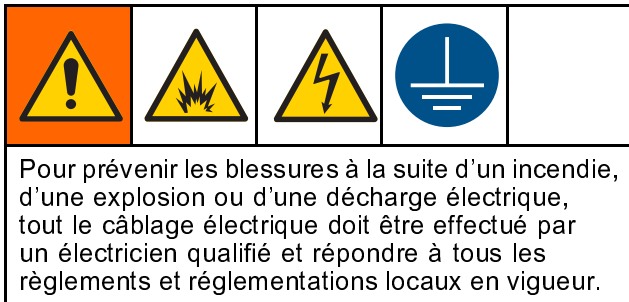 Pour prévenir les blessures à la suite d'un incendie,
d'une explosion ou d'une décharge électrique,
tout le câblage électrique doit être effectué par
un électricien qualifié et répondre à tous les
règlements et réglementations locaux en vigueur.